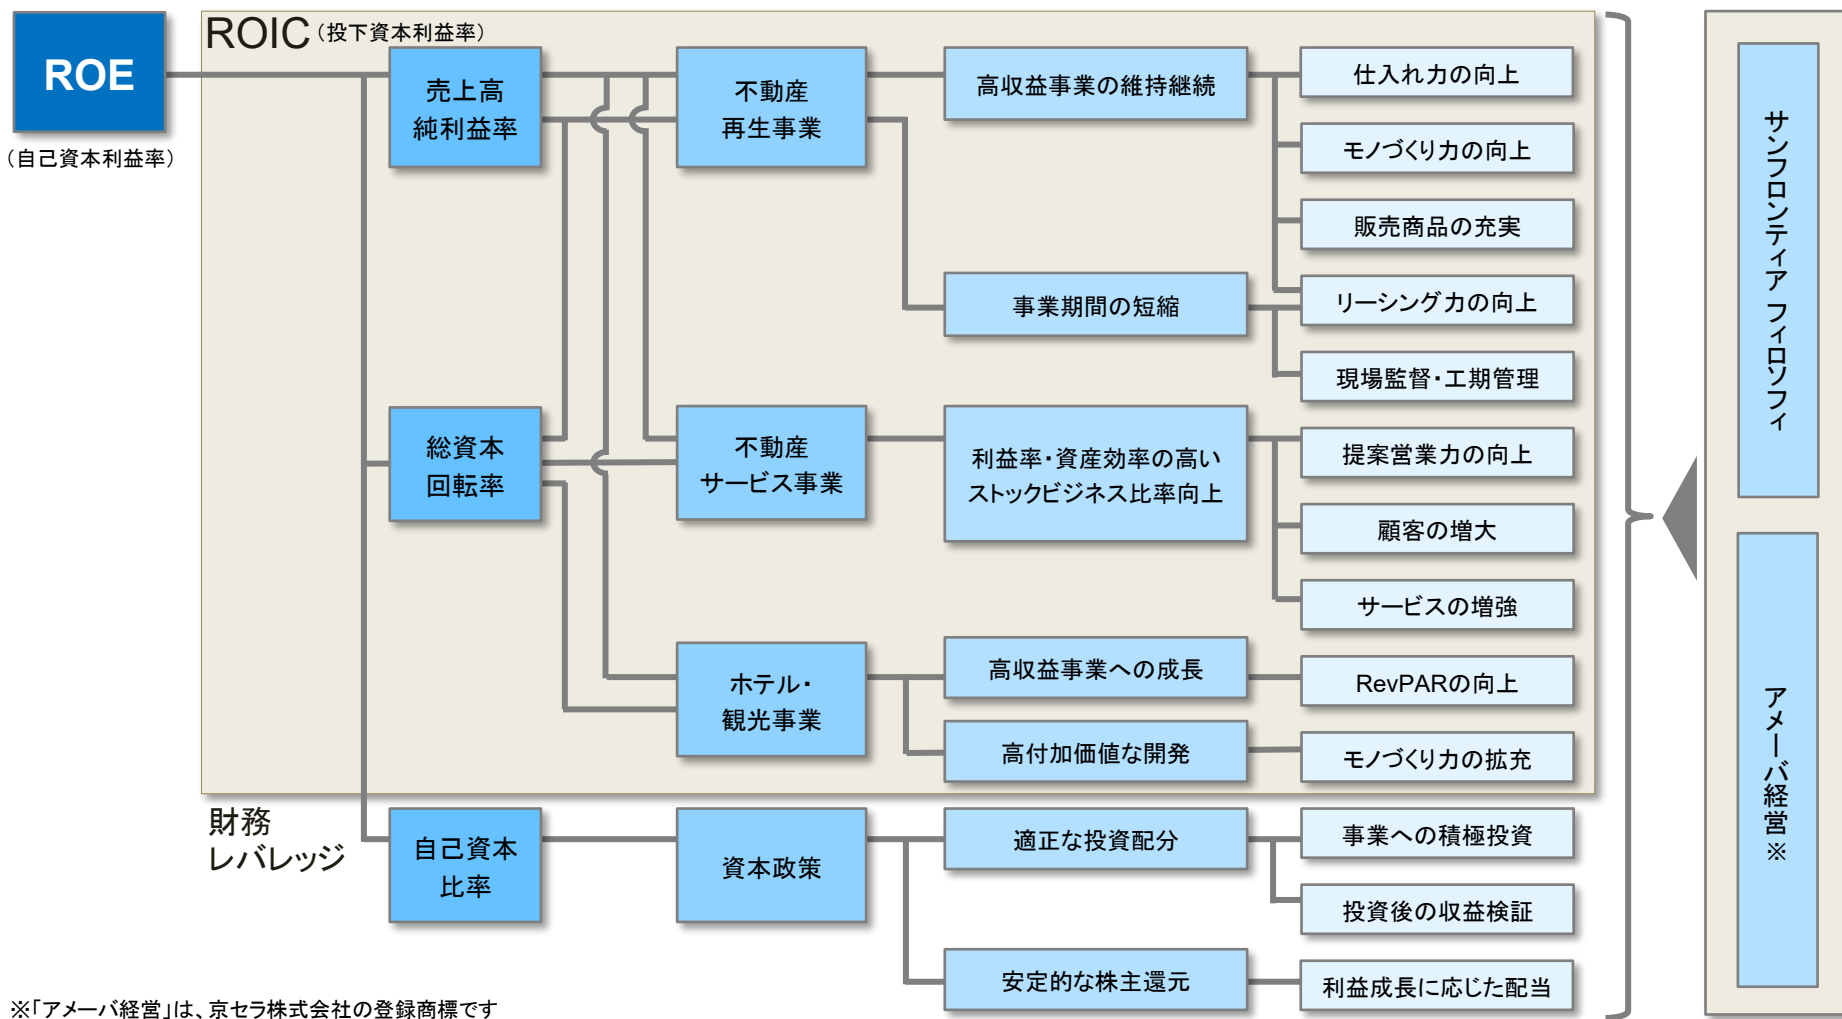 ROE
（自己資本利益率）
ROIC（投下資本利益率）
売上高
純利益率
総資本
回転率
不動産
再生事業
不動産
サービス事業
ホテル・
観光事業
高収益事業の維持継続
事業期間の短縮
利益率・資産効率の高い
ストックビジネス比率向上
高収益事業への成長
高付加価値な開発
仕入れ力の向上
モノづくり力の向上
販売商品の充実
リーシング力の向上
現場監督・工期管理
提案営業力の向上
顧客の増大
サービスの増強
RevPARの向上
モノづくり力の拡充
財務
レバレッジ
自己資本
比率
資本政策
適正な投資配分
安定的な株主還元
事業への積極投資
投資後の収益検証
利益成長に応じた配当
サンフロンティア フィロソフィ
アメーバ経営※
※「アメーバ経営」は、京セラ株式会社の登録商標です